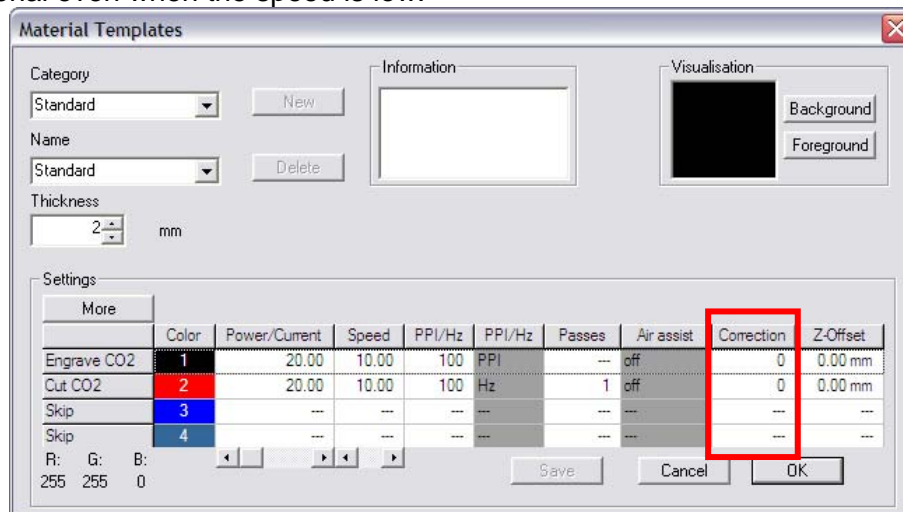 Material Templates
Category
Standard
New
Name
Standard
Delete
Thickness
2 mm
Information
Visualisation
Background
Foreground
Settings
More
Color Power/Current Speed PPI/Hz PPI/Hz Passes Air assist Correction Z-Offset
Engrave CO2 1 20.00 10.00 100 PPI --- off 0 0.00 mm
Cut CO2 2 20.00 10.00 100 Hz 1 off 0 0.00 mm
Skip 3 --- --- --- --- --- --- --- ---
Skip 4 --- --- --- --- --- --- --- ---
R: G: B:
255 255 0
Save Cancel OK